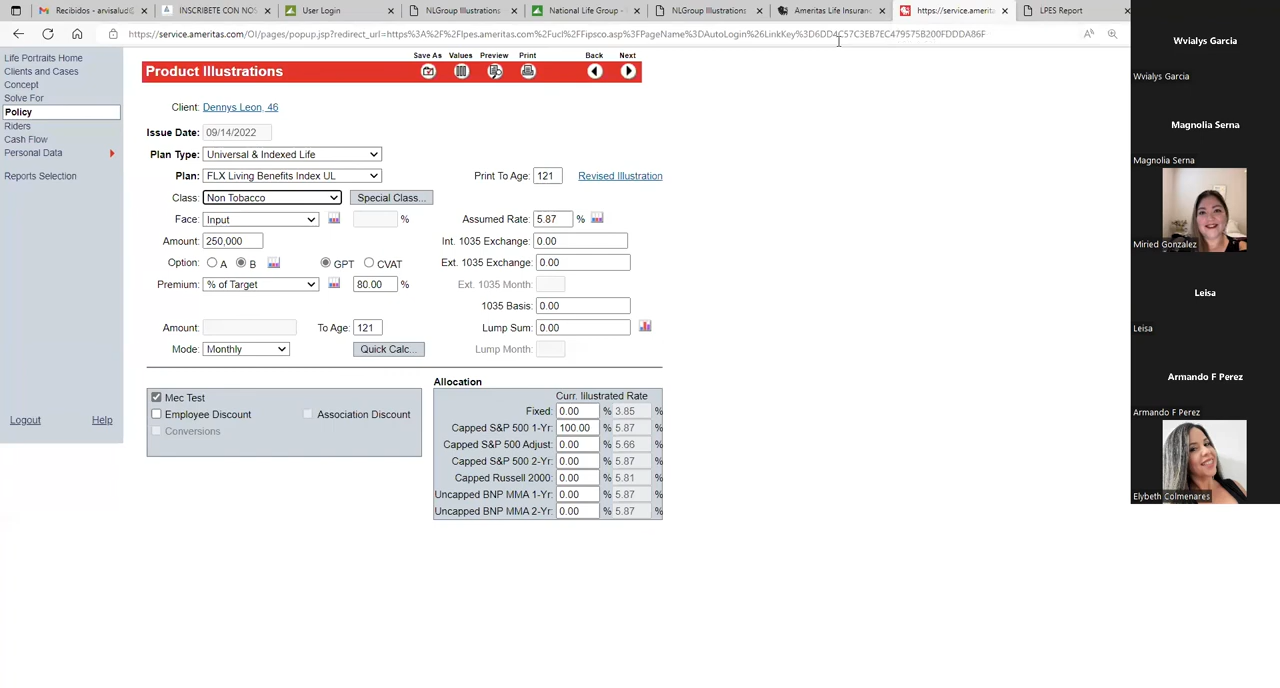 Recibidos - arvisalud@
INSCRIBETE CON NOS
User Login
NLGroup Illustrations
National Life Group -
NLGroup Illustrations
Ameritas Life Insuranc
https://service.amerita
LPES Report
https://service.ameritas.com/OI/pages/popup.jsp?redirect_url=https%3A%2F%2Flpes.ameritas.com%2Fucl%2Ffipsco.asp%3FPageName%3DAutoLogin%26LinkKey%3D6DD4C57C3EB7EC479575B200FDDDA86F
Life Portraits Home
Clients and Cases
Concept
Solve For
Policy
Riders
Cash Flow
Personal Data
Reports Selection
Logout Help
Save As Values Preview Print Back Next
Product Illustrations
Client: Dennys Leon, 46
Issue Date: 09/14/2022
Plan Type: Universal & Indexed Life
Plan: FLX Living Benefits Index UL Print To Age: 121 Revised Illustration
Class: Non Tobacco Special Class...
Face: Input % Assumed Rate: 5.87 %
Amount: 250,000 Int. 1035 Exchange: 0.00
Option: A B GPT CVAT Ext. 1035 Exchange: 0.00
Premium: % of Target 80.00 % Ext. 1035 Month:
1035 Basis: 0.00
Amount: To Age: 121 Lump Sum: 0.00
Mode: Monthly Quick Calc... Lump Month:
Mec Test
Employee Discount Association Discount
Conversions
Allocation
Curr. Illustrated Rate
Fixed: 0.00 % 3.85 %
Capped S&P 500 1-Yr: 100.00 % 5.87 %
Capped S&P 500 Adjust: 0.00 % 5.66 %
Capped S&P 500 2-Yr: 0.00 % 5.87 %
Capped Russell 2000: 0.00 % 5.81 %
Uncapped BNP MMA 1-Yr: 0.00 % 5.87 %
Uncapped BNP MMA 2-Yr: 0.00 % 5.87 %
Wvialys Garcia
Wvialys Garcia
Magnolia Serna
Magnolia Serna
Miried Gonzalez
Leisa
Leisa
Armando F Perez
Armando F Perez
Elybeth Colmenares